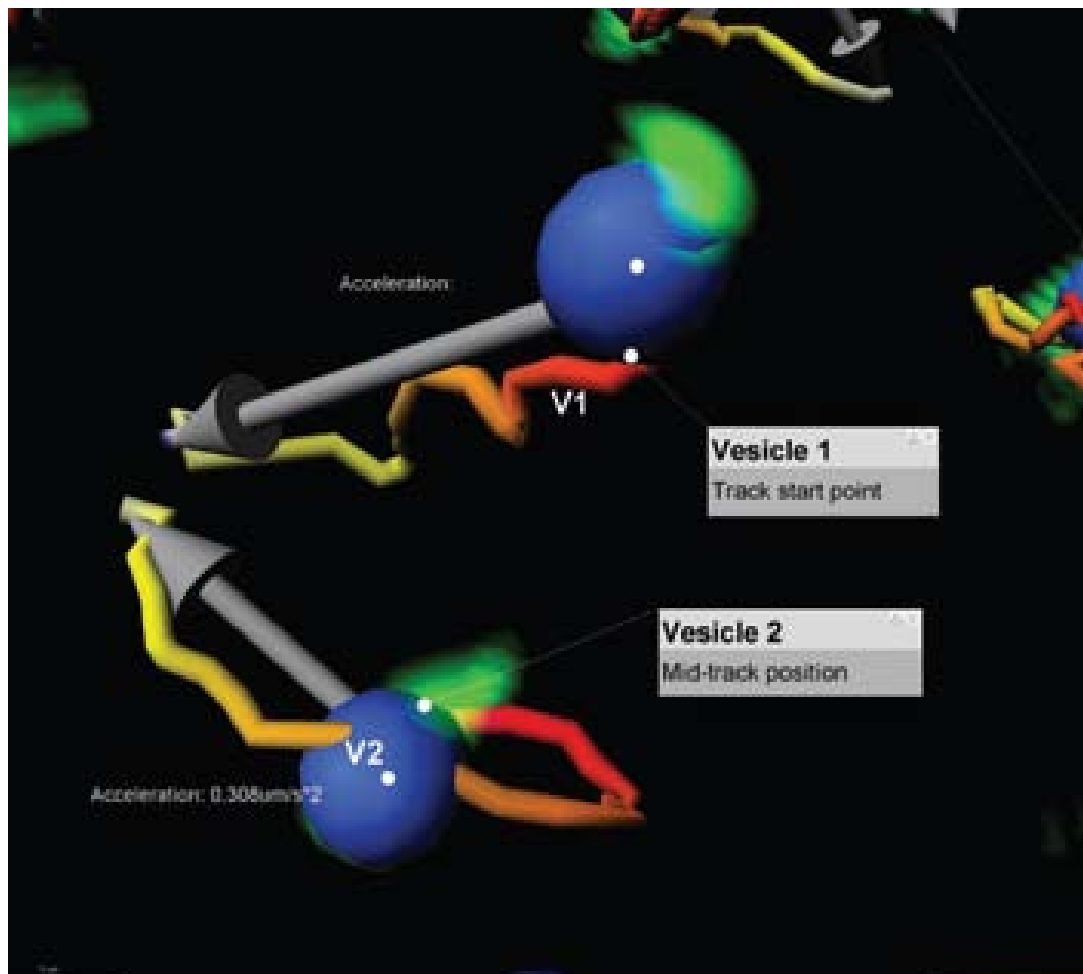 Acceleration:
V1
Vesicle 1
Track start point
Vesicle 2
Mid-track position
V2
Acceleration: 0.308um/s^2